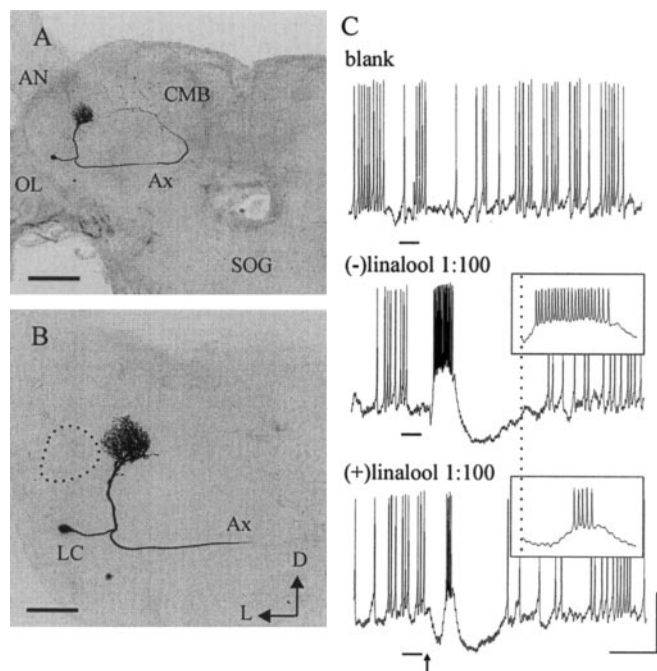 A
AN
CMB
Ax
OL
SOG
B
Ax
LC
D
L
C
blank
(-)linalool 1:100
(+)linalool 1:100